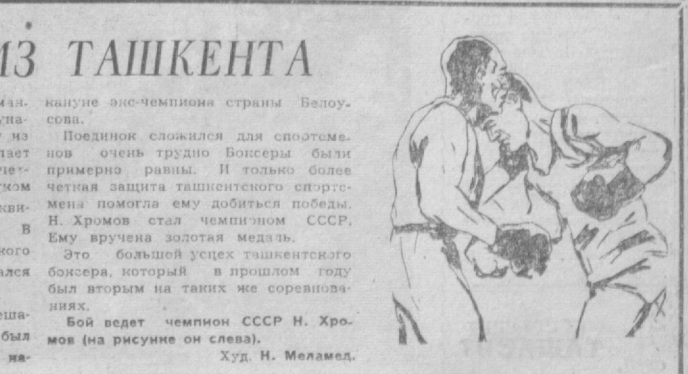 ИЗ ТАШКЕНТА
кануне экс-чемпиона страны Белоу-
сова.
Поединок сложился для спортсме-
нов очень трудно Боксеры были
примерно равны. И только более
четкая защита ташкентского спортс-
мена помогла ему добиться победы.
Н. Хромов стал чемпионом СССР.
Ему вручена золотая медаль.
Это большой успех ташкентского
боксера, который в прошлом году
был вторым на таких же соревнова-
ниях.
Бой ведет чемпион СССР Н. Хро-
мов (на рисунке он слева).
Худ. Н. Меламед.